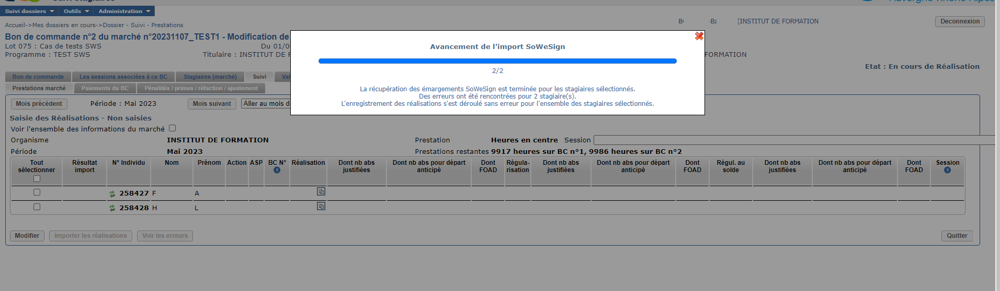 Suivi stagiaires
Auvergne-Rhône-Alpes
Suivi dossiers Outils Administration
Accueil->Mes dossiers en cours->Dossier - Suivi - Prestations
(INSTITUT DE FORMATION
Deconnexion
Bon de commande n°2 du marché n°20231107_TEST1 - Modification de
Lot 075 : Cas de tests SWS
Du 01/0
Programme : TEST SWS
Titulaire : INSTITUT DE F
FORMATION
Etat : En cours de Réalisation
Avancement de l'import SoWeSign
2/2
La récupération des émargements SoWeSign est terminée pour les stagiaires sélectionnés.
Des erreurs ont été rencontrées pour 2 stagiaire(s).
L'enregistrement des réalisations s'est déroulé sans erreur pour l'ensemble des stagiaires sélectionnés.
Bon de commande Les sessions associées à ce BC Stagiaires (marché) Suivi Val
Prestations marché Paiements du BC Pénalités / primes / réfaction / ajustement
Mois précédent Période : Mai 2023 Mois suivant Aller au mois de
Saisie des Réalisations - Non saisies
Voir l'ensemble des informations du marché
Organisme INSTITUT DE FORMATION Prestation Heures en centre Session
Période Mai 2023 Prestations restantes 9917 heures sur BC n°1, 9986 heures sur BC n°2
Tout sélectionner Résultat import N° Individu Nom Prénom Action ASP BC N° ? Réalisation Dont nb abs justifiées Dont nb abs pour départ anticipé Dont FOAD Régula-risation Dont nb abs justifiées Dont nb abs pour départ anticipé Dont FOAD Régul. au solde Dont nb abs justifiées Dont nb abs pour départ anticipé Dont FOAD Session ?
258427 F A
258428 H L
Modifier Importer les réalisations Voir les erreurs Quitter